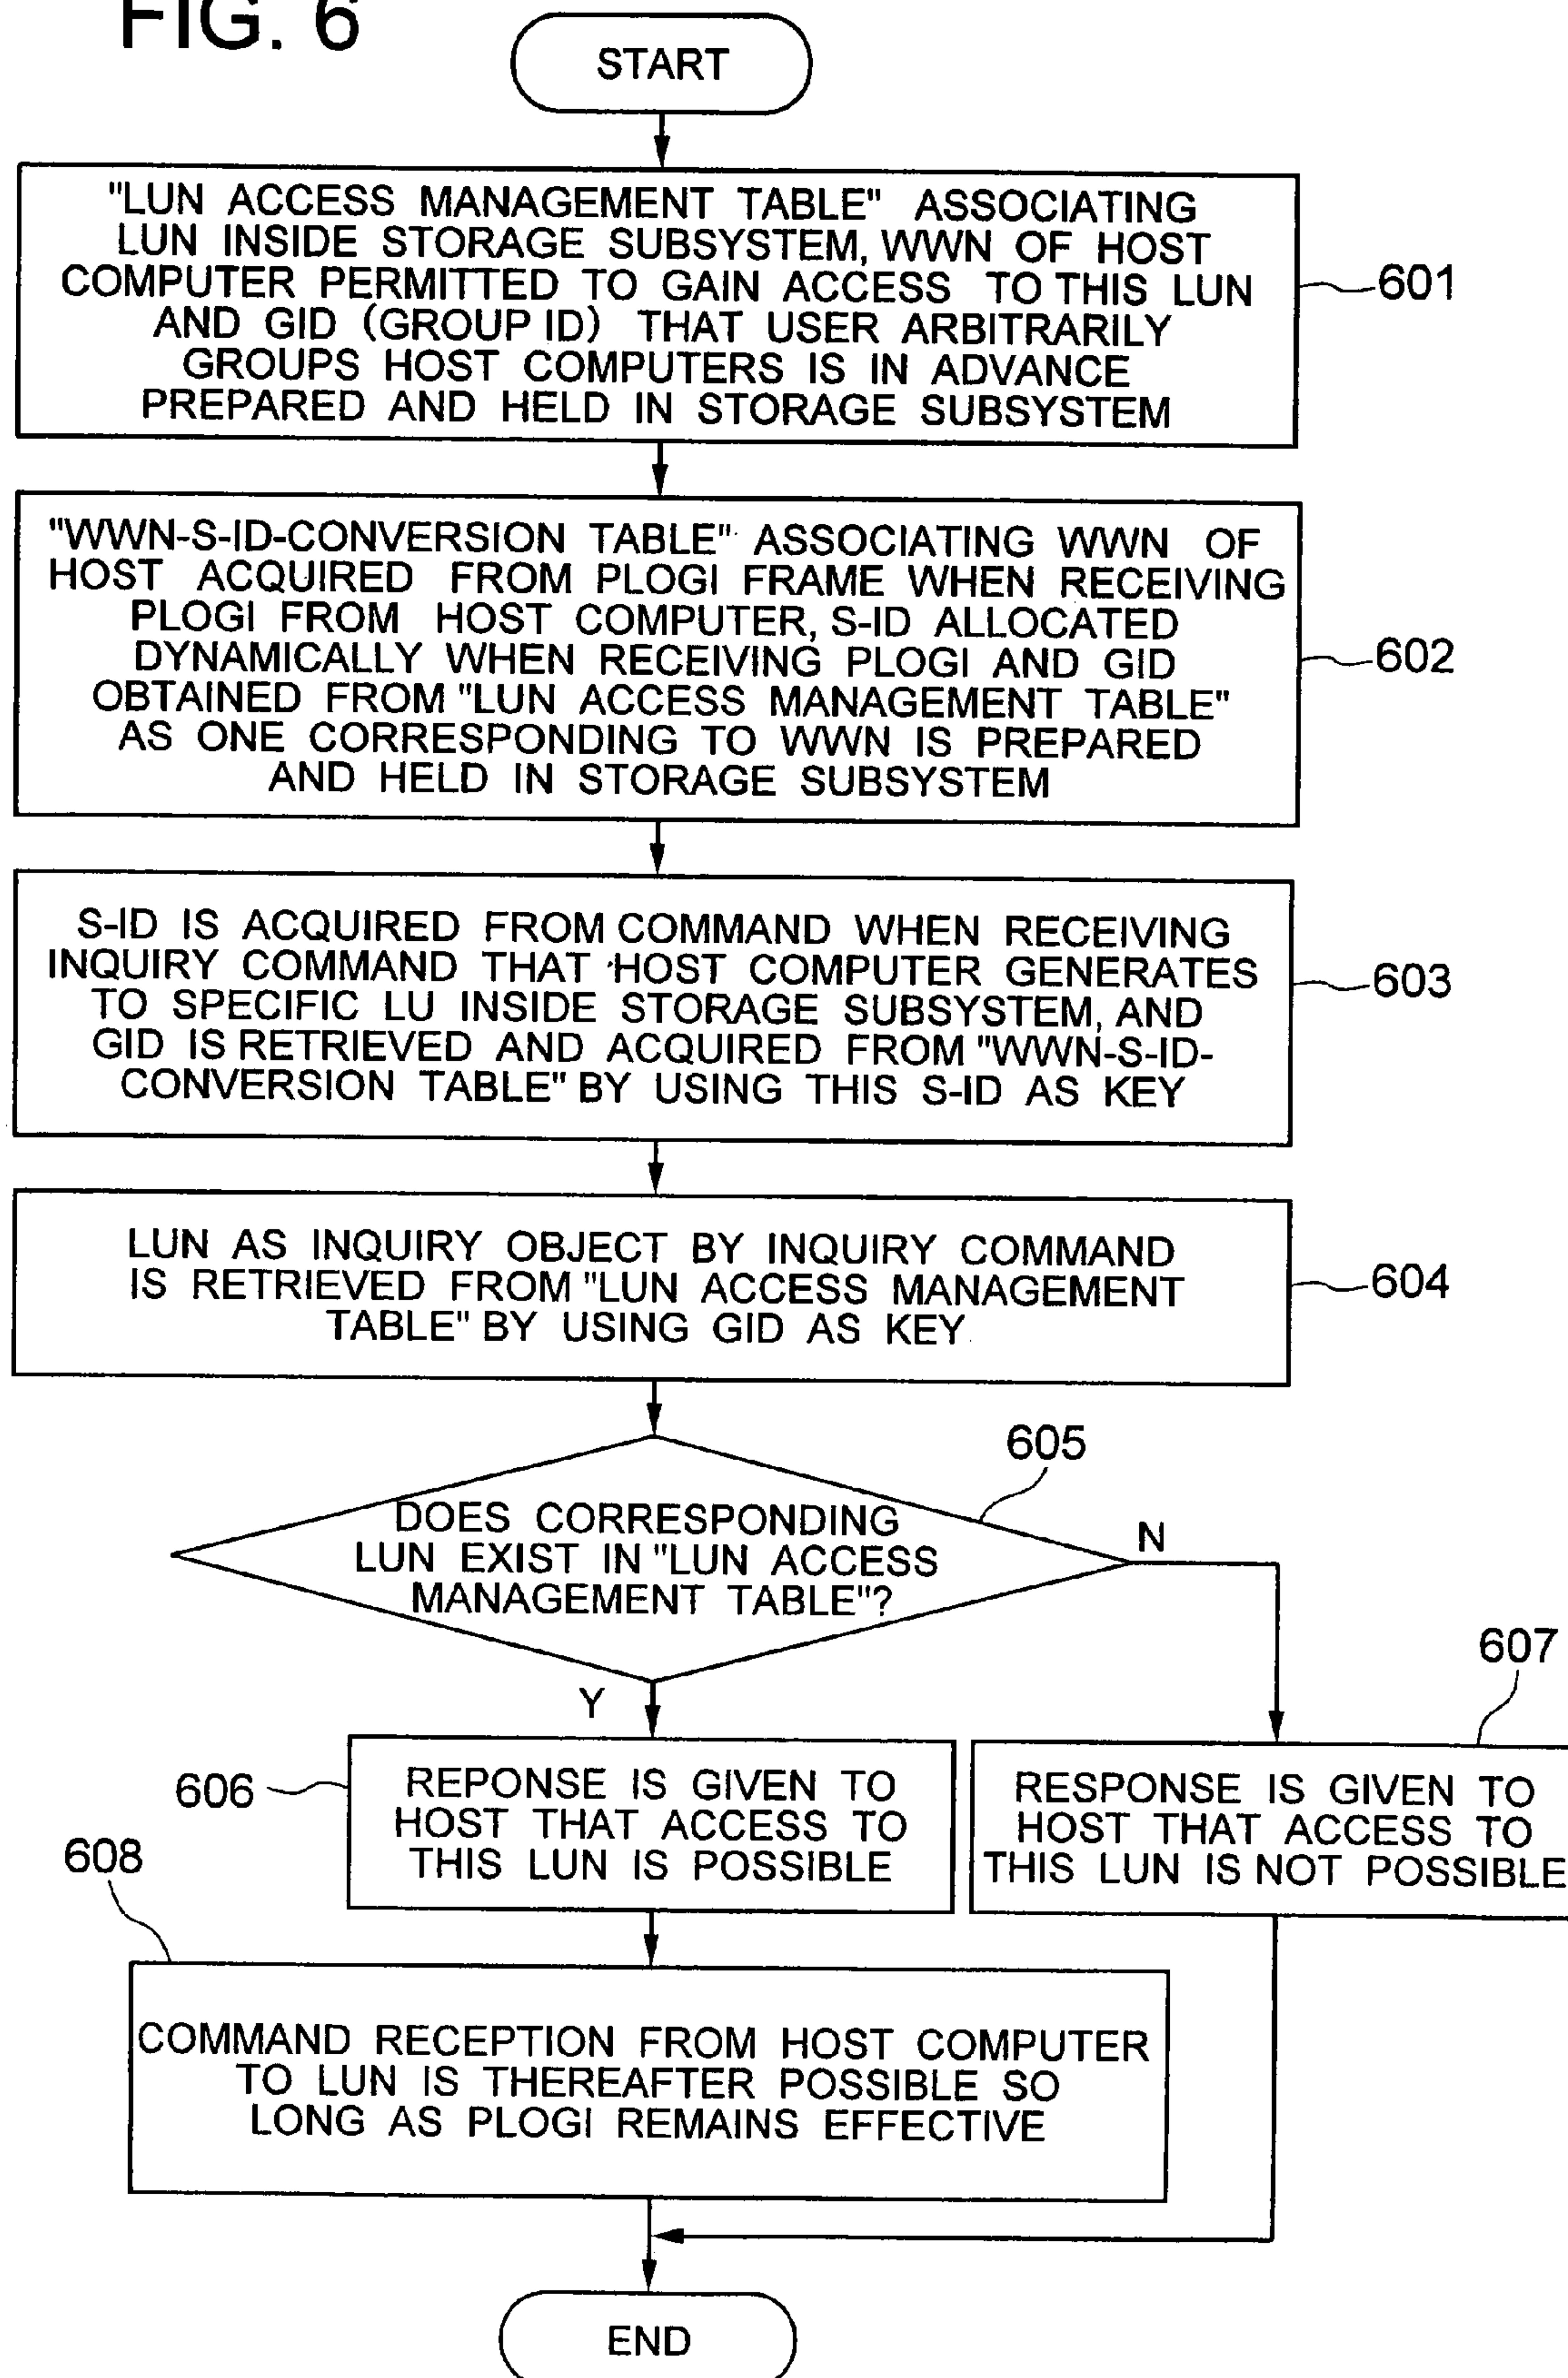 FIG. 6
START
"LUN ACCESS MANAGEMENT TABLE" ASSOCIATING
LUN INSIDE STORAGE SUBSYSTEM, WWN OF HOST
COMPUTER PERMITTED TO GAIN ACCESS TO THIS LUN
AND GID (GROUP ID) THAT USER ARBITRARILY
GROUPS HOST COMPUTERS IS IN ADVANCE
PREPARED AND HELD IN STORAGE SUBSYSTEM
601
"WWN-S-ID-CONVERSION TABLE" ASSOCIATING WWN OF
HOST ACQUIRED FROM PLOGI FRAME WHEN RECEIVING
PLOGI FROM HOST COMPUTER, S-ID ALLOCATED
DYNAMICALLY WHEN RECEIVING PLOGI AND GID
OBTAINED FROM "LUN ACCESS MANAGEMENT TABLE"
AS ONE CORRESPONDING TO WWN IS PREPARED
AND HELD IN STORAGE SUBSYSTEM
602
S-ID IS ACQUIRED FROM COMMAND WHEN RECEIVING
INQUIRY COMMAND THAT HOST COMPUTER GENERATES
TO SPECIFIC LU INSIDE STORAGE SUBSYSTEM, AND
GID IS RETRIEVED AND ACQUIRED FROM "WWN-S-ID-
CONVERSION TABLE" BY USING THIS S-ID AS KEY
603
LUN AS INQUIRY OBJECT BY INQUIRY COMMAND
IS RETRIEVED FROM "LUN ACCESS MANAGEMENT
TABLE" BY USING GID AS KEY
604
605
DOES CORRESPONDING
LUN EXIST IN "LUN ACCESS
MANAGEMENT TABLE"?
N
Y
607
606
REPONSE IS GIVEN TO
HOST THAT ACCESS TO
THIS LUN IS POSSIBLE
RESPONSE IS GIVEN TO
HOST THAT ACCESS TO
THIS LUN IS NOT POSSIBLE
608
COMMAND RECEPTION FROM HOST COMPUTER
TO LUN IS THEREAFTER POSSIBLE SO
LONG AS PLOGI REMAINS EFFECTIVE
END